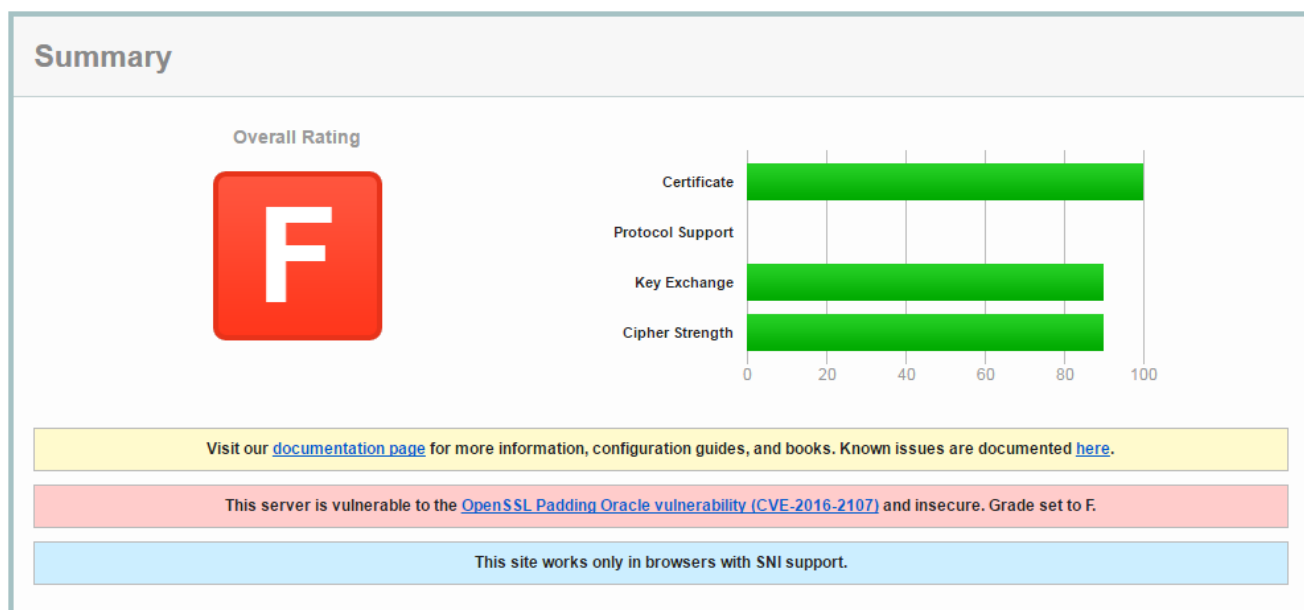 Summary
Overall Rating
F
Certificate
Protocol Support
Key Exchange
Cipher Strength
0 20 40 60 80 100
Visit our documentation page for more information, configuration guides, and books. Known issues are documented here.
This server is vulnerable to the OpenSSL Padding Oracle vulnerability (CVE-2016-2107) and insecure. Grade set to F.
This site works only in browsers with SNI support.